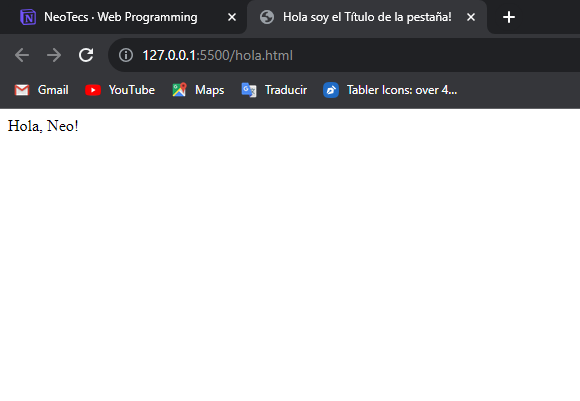 NeoTecs · Web Programming
Hola soy el Título de la pestaña!
127.0.0.1:5500/hola.html
Gmail YouTube Maps Traducir Tabler Icons: over 4...
Hola, Neo!